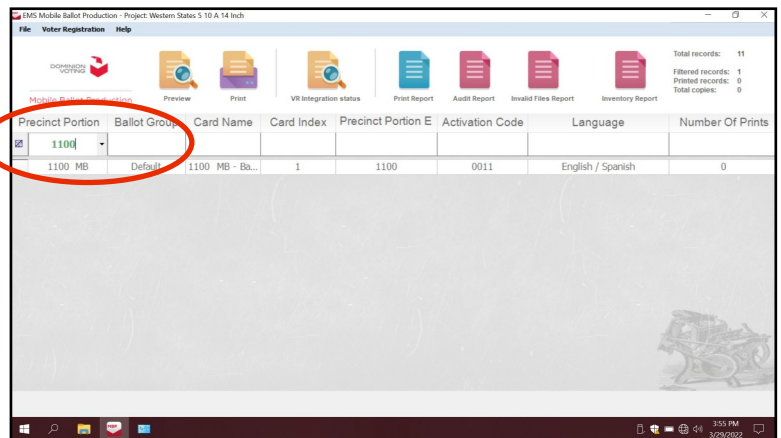 EMS Mobile Ballot Production - Project: Western States 5 10 A 14 Inch
File Voter Registration Help
DOMINION
VOTING
Mobile Ballot Production
Preview
Print
VR Integration status
Print Report
Audit Report
Invalid Files Report
Inventory Report
Total records: 11
Filtered records: 1
Printed records: 0
Total copies: 0
Precinct Portion Ballot Group Card Name Card Index Precinct Portion E Activation Code Language Number Of Prints
1100
1100 MB Default 1100 MB - Ba... 1 1100 0011 English / Spanish 0
MBP
3:55 PM
3/29/2022